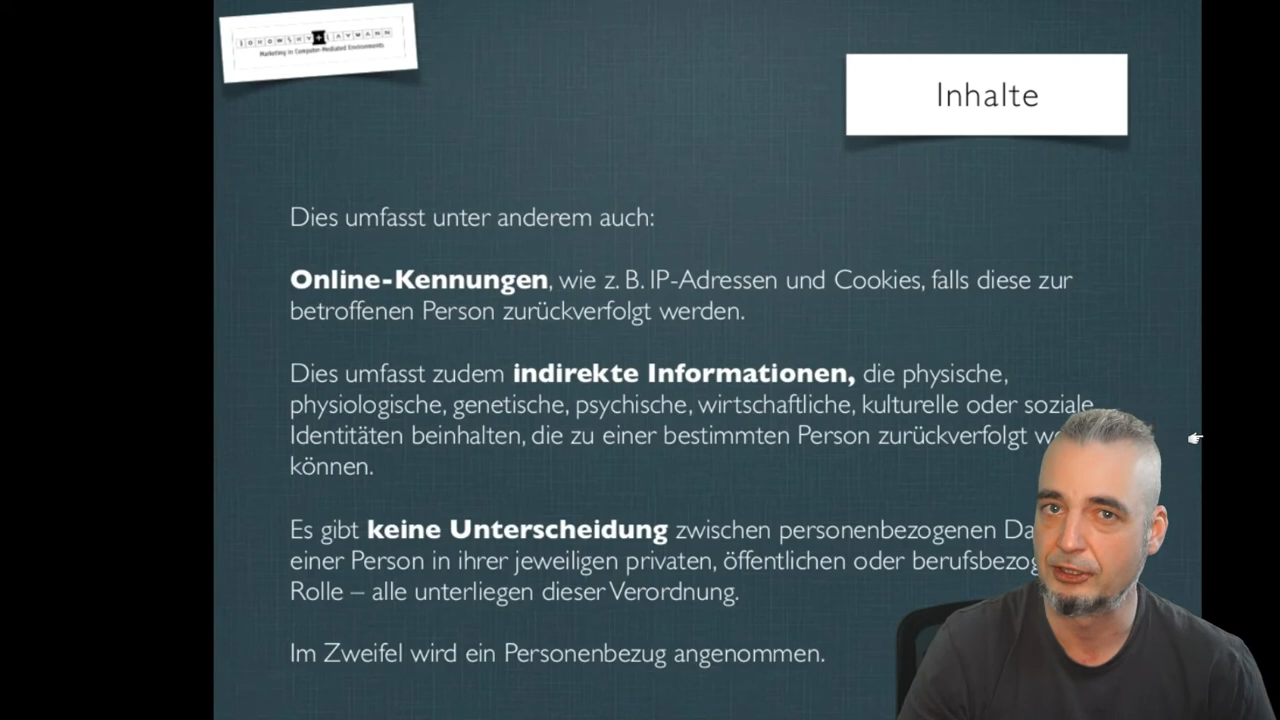 Marketing in Computer-Mediated Environments
Inhalte
Dies umfasst unter anderem auch:
Online-Kennungen, wie z. B. IP-Adressen und Cookies, falls diese zur
betroffenen Person zurückverfolgt werden.
Dies umfasst zudem indirekte Informationen, die physische,
physiologische, genetische, psychische, wirtschaftliche, kulturelle oder soziale
Identitäten beinhalten, die zu einer bestimmten Person zurückverfolgt
können.
Es gibt keine Unterscheidung zwischen personenbezogenen
einer Person in ihrer jeweiligen privaten, öffentlichen oder
Rolle – alle unterliegen dieser Verordnung.
Im Zweifel wird ein Personenbezug angenommen.